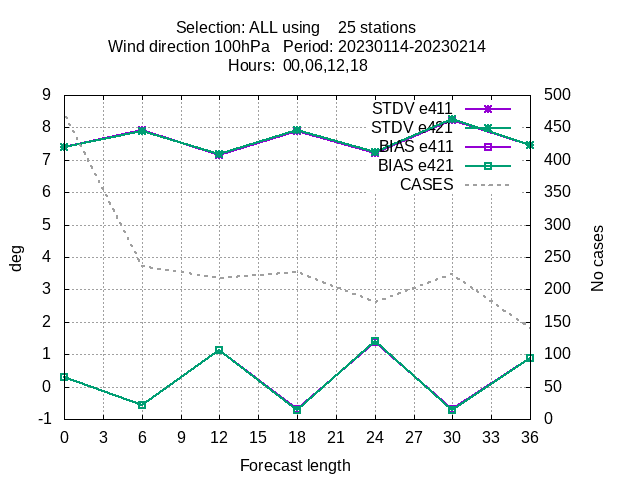 Selection: ALL using    25 stations
Wind direction 100hPa   Period: 20230114-20230214
Hours: 00,06,12,18
STDV e411
STDV e421
BIAS e411
BIAS e421
CASES
9
8
7
6
5
4
3
2
1
0
-1
deg
500
450
400
350
300
250
200
150
100
50
0
No cases
0 3 6 9 12 15 18 21 24 27 30 33 36
Forecast length